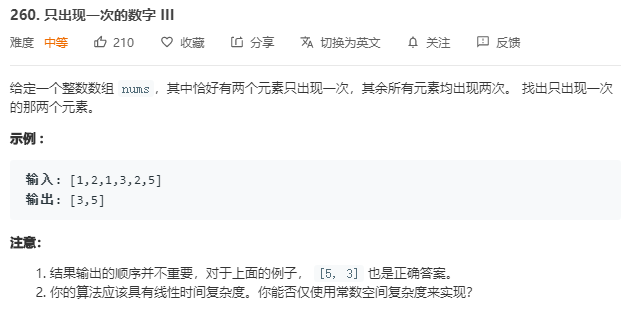 260. 只出现一次的数字 III
难度 中等 210 收藏 分享 切换为英文 关注 反馈
给定一个整数数组 nums，其中恰好有两个元素只出现一次，其余所有元素均出现两次。 找出只出现一次
的那两个元素。
示例 :
输入: [1,2,1,3,2,5]
输出: [3,5]
注意：
1. 结果输出的顺序并不重要，对于上面的例子， [5, 3] 也是正确答案。
2. 你的算法应该具有线性时间复杂度。你能否仅使用常数空间复杂度来实现？